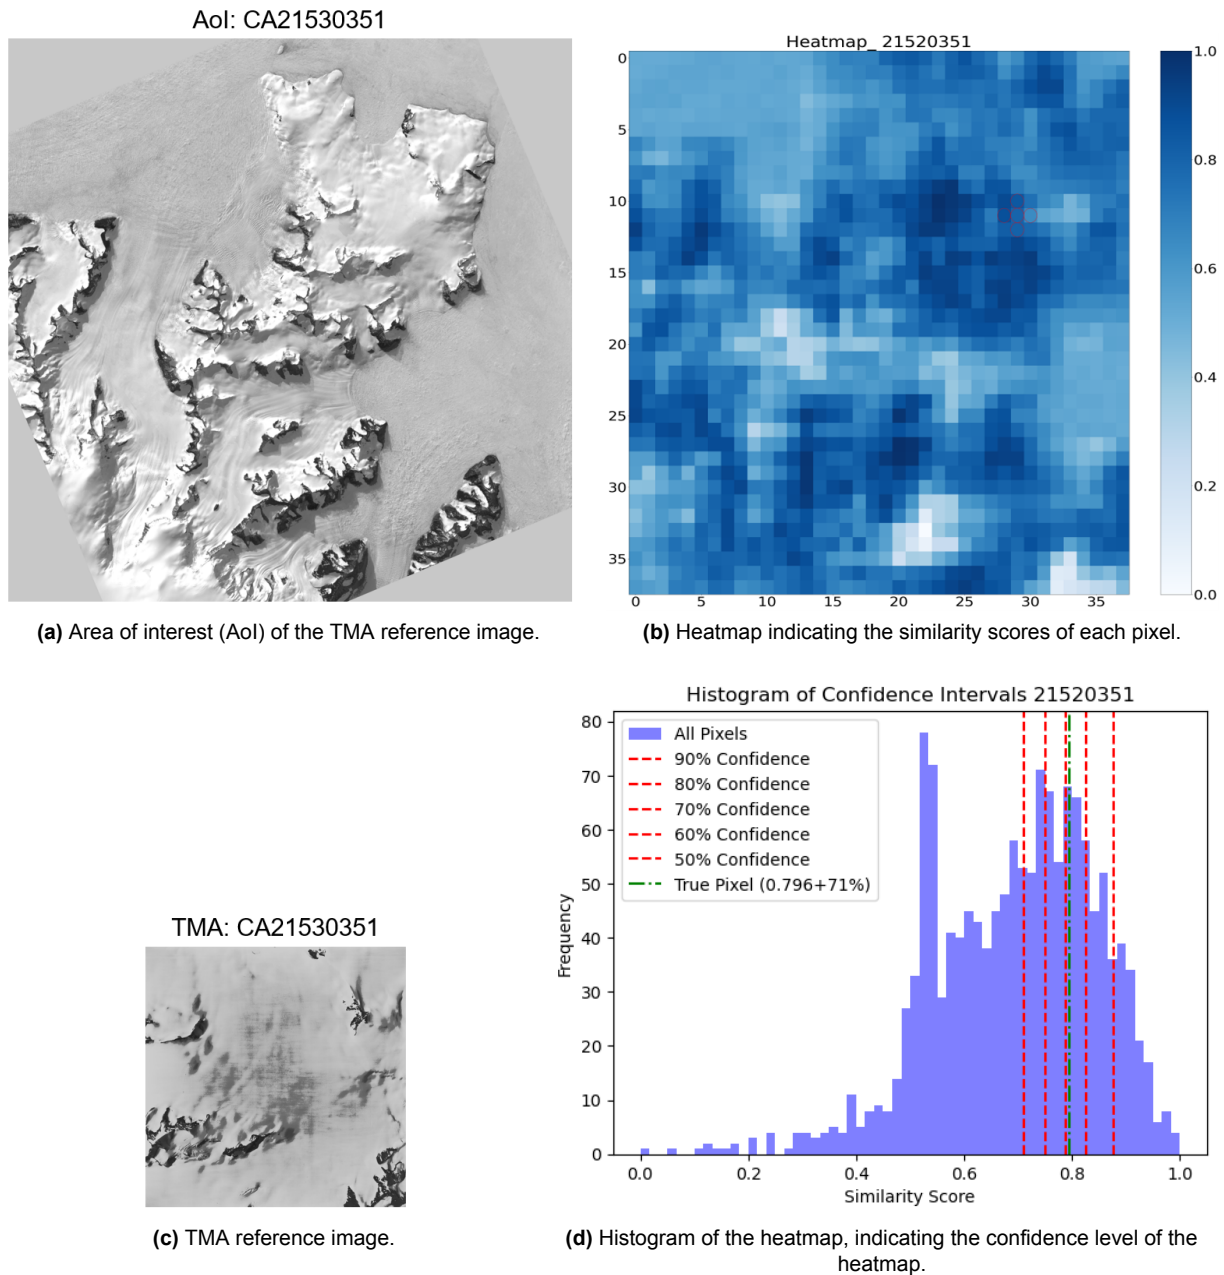 AoI: CA21530351
Heatmap_ 21520351
0
5
10
15
20
25
30
35
0 5 10 15 20 25 30 35
1.0
0.8
0.6
0.4
0.2
0.0
(a) Area of interest (AoI) of the TMA reference image.
(b) Heatmap indicating the similarity scores of each pixel.
TMA: CA21530351
(c) TMA reference image.
Histogram of Confidence Intervals 21520351
All Pixels
90% Confidence
80% Confidence
70% Confidence
60% Confidence
50% Confidence
True Pixel (0.796+71%)
Frequency
80
70
60
50
40
30
20
10
0
0.0 0.2 0.4 0.6 0.8 1.0
Similarity Score
(d) Histogram of the heatmap, indicating the confidence level of the
heatmap.